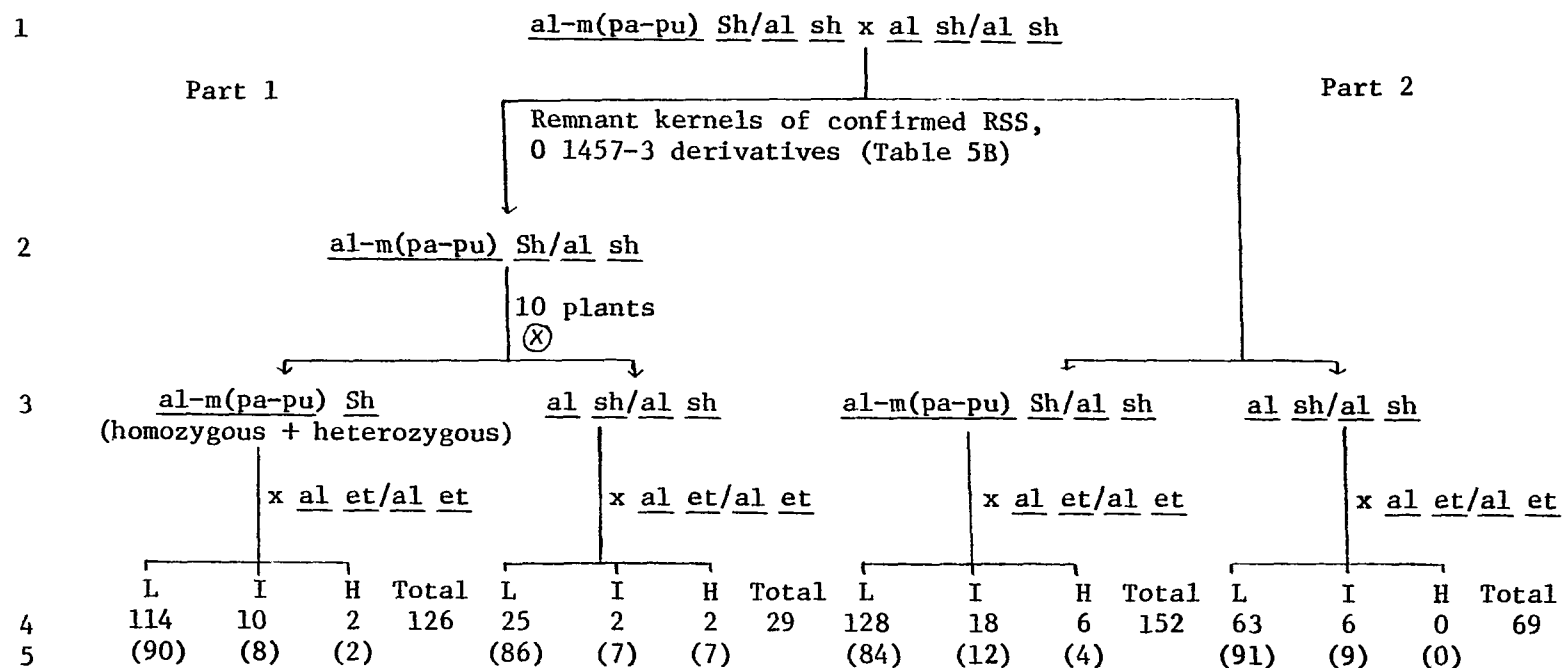 1 al-m(pa-pu) Sh/al sh x al sh/al sh
Part 1 Part 2
Remnant kernels of confirmed RSS,
0 1457-3 derivatives (Table 5B)
2 al-m(pa-pu) Sh/al sh
10 plants
X
3 al-m(pa-pu) Sh al sh/al sh al-m(pa-pu) Sh/al sh al sh/al sh
(homozygous + heterozygous)
x al et/al et x al et/al et x al et/al et x al et/al et
L I H Total L I H Total L I H Total L I H Total
4 114 10 2 126 25 2 2 29 128 18 6 152 63 6 0 69
5 (90) (8) (2) (86) (7) (7) (84) (12) (4) (91) (9) (0)